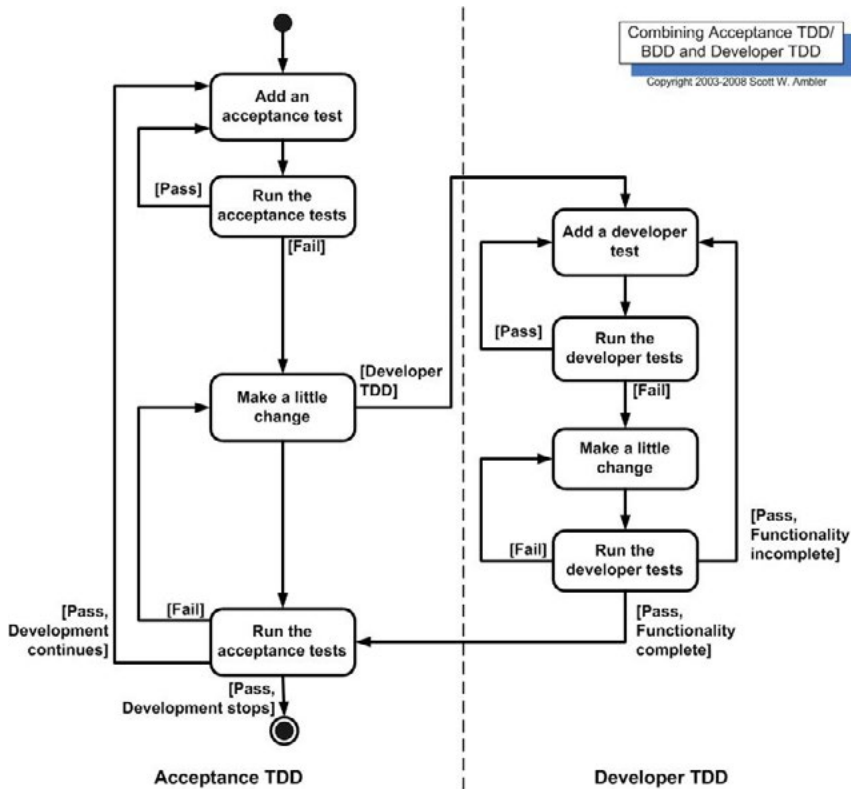 Combining Acceptance TDD/
BDD and Developer TDD
Copyright 2003-2008 Scott W. Ambler
Add an
acceptance test
[Pass]
Run the
acceptance tests
[Fail]
Make a little
change
[Developer
TDD]
[Fail]
Run the
acceptance tests
[Pass,
Development
continues]
[Pass,
Development stops]
Acceptance TDD
Add a developer
test
[Pass]
Run the
developer tests
[Fail]
Make a little
change
[Fail]
Run the
developer tests
[Pass,
Functionality
incomplete]
[Pass,
Functionality
complete]
Developer TDD